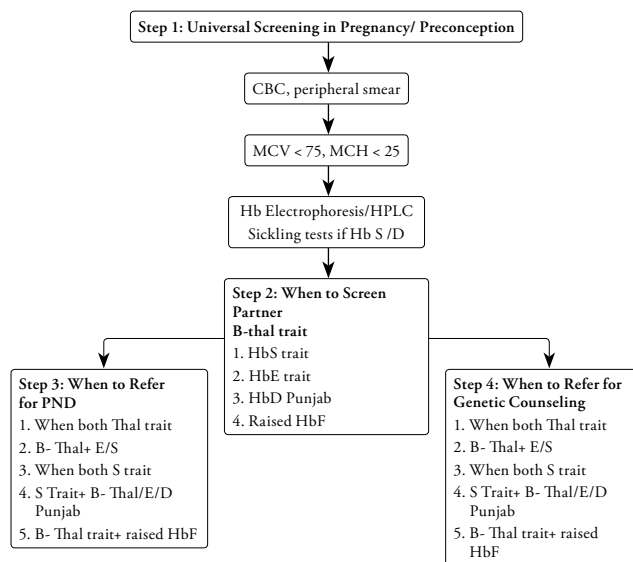 Step 1: Universal Screening in Pregnancy/ Preconception
CBC, peripheral smear
MCV < 75, MCH < 25
Hb Electrophoresis/HPLC
Sickling tests if Hb S /D
Step 2: When to Screen
Partner
B-thal trait
1. HbS trait
2. HbE trait
3. HbD Punjab
4. Raised HbF
Step 3: When to Refer
for PND
1. When both Thal trait
2. B- Thal+ E/S
3. When both S trait
4. S Trait+ B- Thal/E/D
Punjab
5. B- Thal trait+ raised HbF
Step 4: When to Refer for
Genetic Counseling
1. When both Thal trait
2. B- Thal+ E/S
3. When both S trait
4. S Trait+ B- Thal/E/D
Punjab
5. B- Thal trait+ raised
HbF